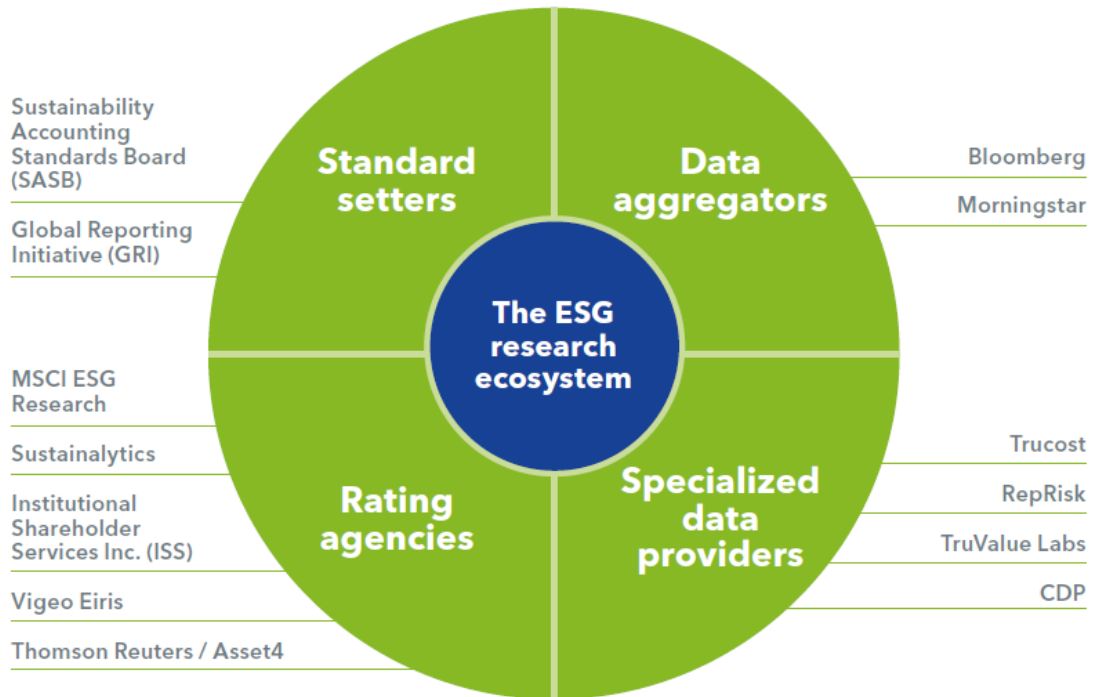 Sustainability
Accounting
Standards Board
(SASB)
Global Reporting
Initiative (GRI)
Standard
setters
Data
aggregators
Bloomberg
Morningstar
The ESG
research
ecosystem
MSCI ESG
Research
Sustainalytics
Institutional
Shareholder
Services Inc. (ISS)
Vigeo Eiris
Thomson Reuters / Asset4
Rating
agencies
Specialized
data
providers
Trucost
RepRisk
TruValue Labs
CDP